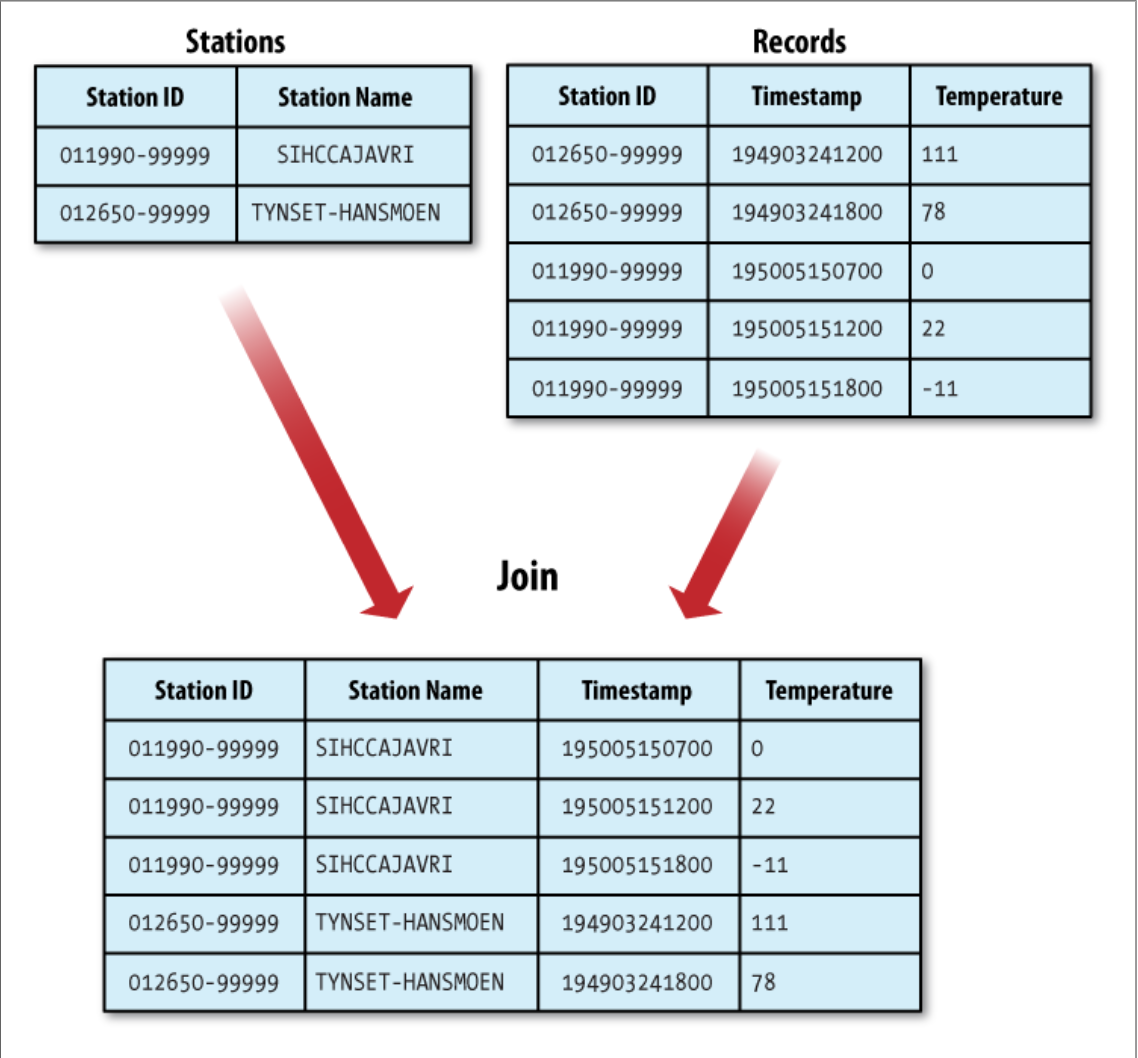 Stations
Station ID Station Name
011990-99999 SIHCCAJAVRI
012650-99999 TYNSET-HANSMOEN
Records
Station ID Timestamp Temperature
012650-99999 194903241200 111
012650-99999 194903241800 78
011990-99999 195005150700 0
011990-99999 195005151200 22
011990-99999 195005151800 -11
Join
Station ID Station Name Timestamp Temperature
011990-99999 SIHCCAJAVRI 195005150700 0
011990-99999 SIHCCAJAVRI 195005151200 22
011990-99999 SIHCCAJAVRI 195005151800 -11
012650-99999 TYNSET-HANSMOEN 194903241200 111
012650-99999 TYNSET-HANSMOEN 194903241800 78